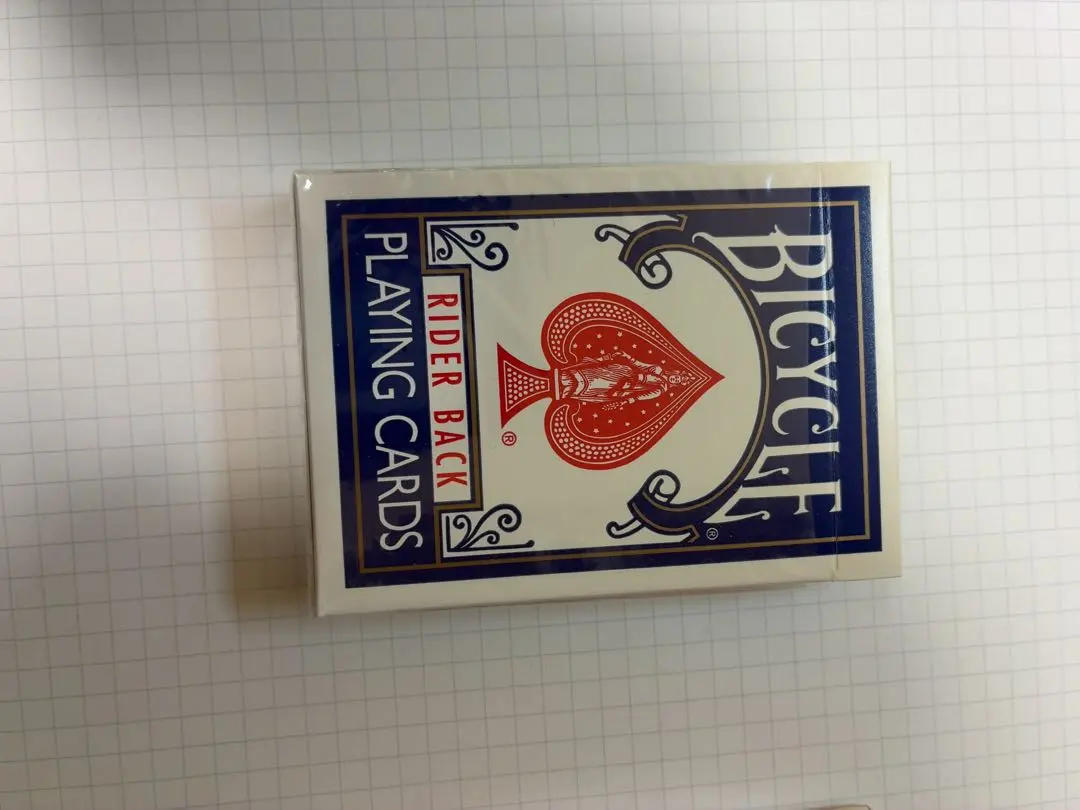 BICYCLE®
®
RIDER BACK
PLAYING CARDS